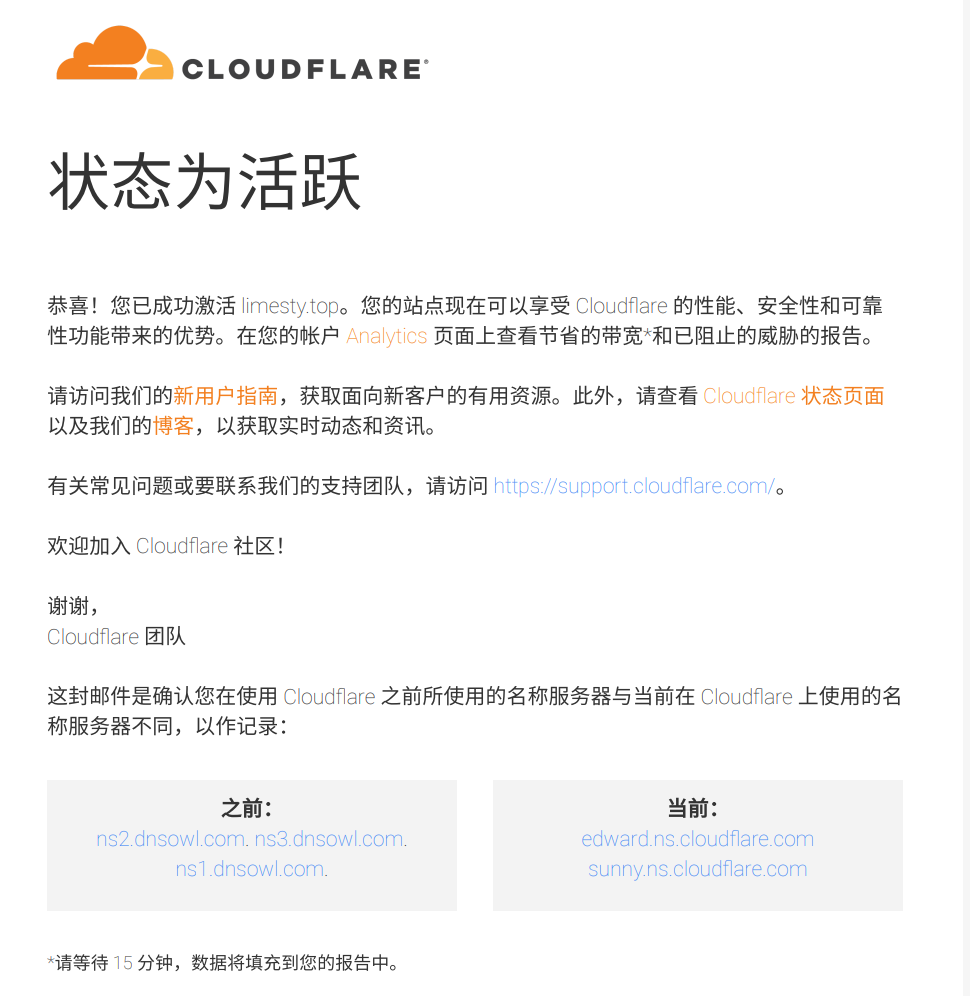 CLOUDFLARE®
状态为活跃
恭喜！您已成功激活 limesty.top。您的站点现在可以享受 Cloudflare 的性能、安全性和可靠
性功能带来的优势。在您的帐户 Analytics 页面上查看节省的带宽*和已阻止的威胁的报告。
请访问我们的新用户指南，获取面向新客户的有用资源。此外，请查看 Cloudflare 状态页面
以及我们的博客，以获取实时动态和资讯。
有关常见问题或要联系我们的支持团队，请访问 https://support.cloudflare.com/。
欢迎加入 Cloudflare 社区！
谢谢，
Cloudflare 团队
这封邮件是确认您在使用 Cloudflare 之前所使用的名称服务器与当前在 Cloudflare 上使用的名
称服务器不同，以作记录：
之前：
ns2.dnsowl.com. ns3.dnsowl.com.
ns1.dnsowl.com.
当前：
edward.ns.cloudflare.com
sunny.ns.cloudflare.com
*请等待 15 分钟，数据将填充到您的报告中。